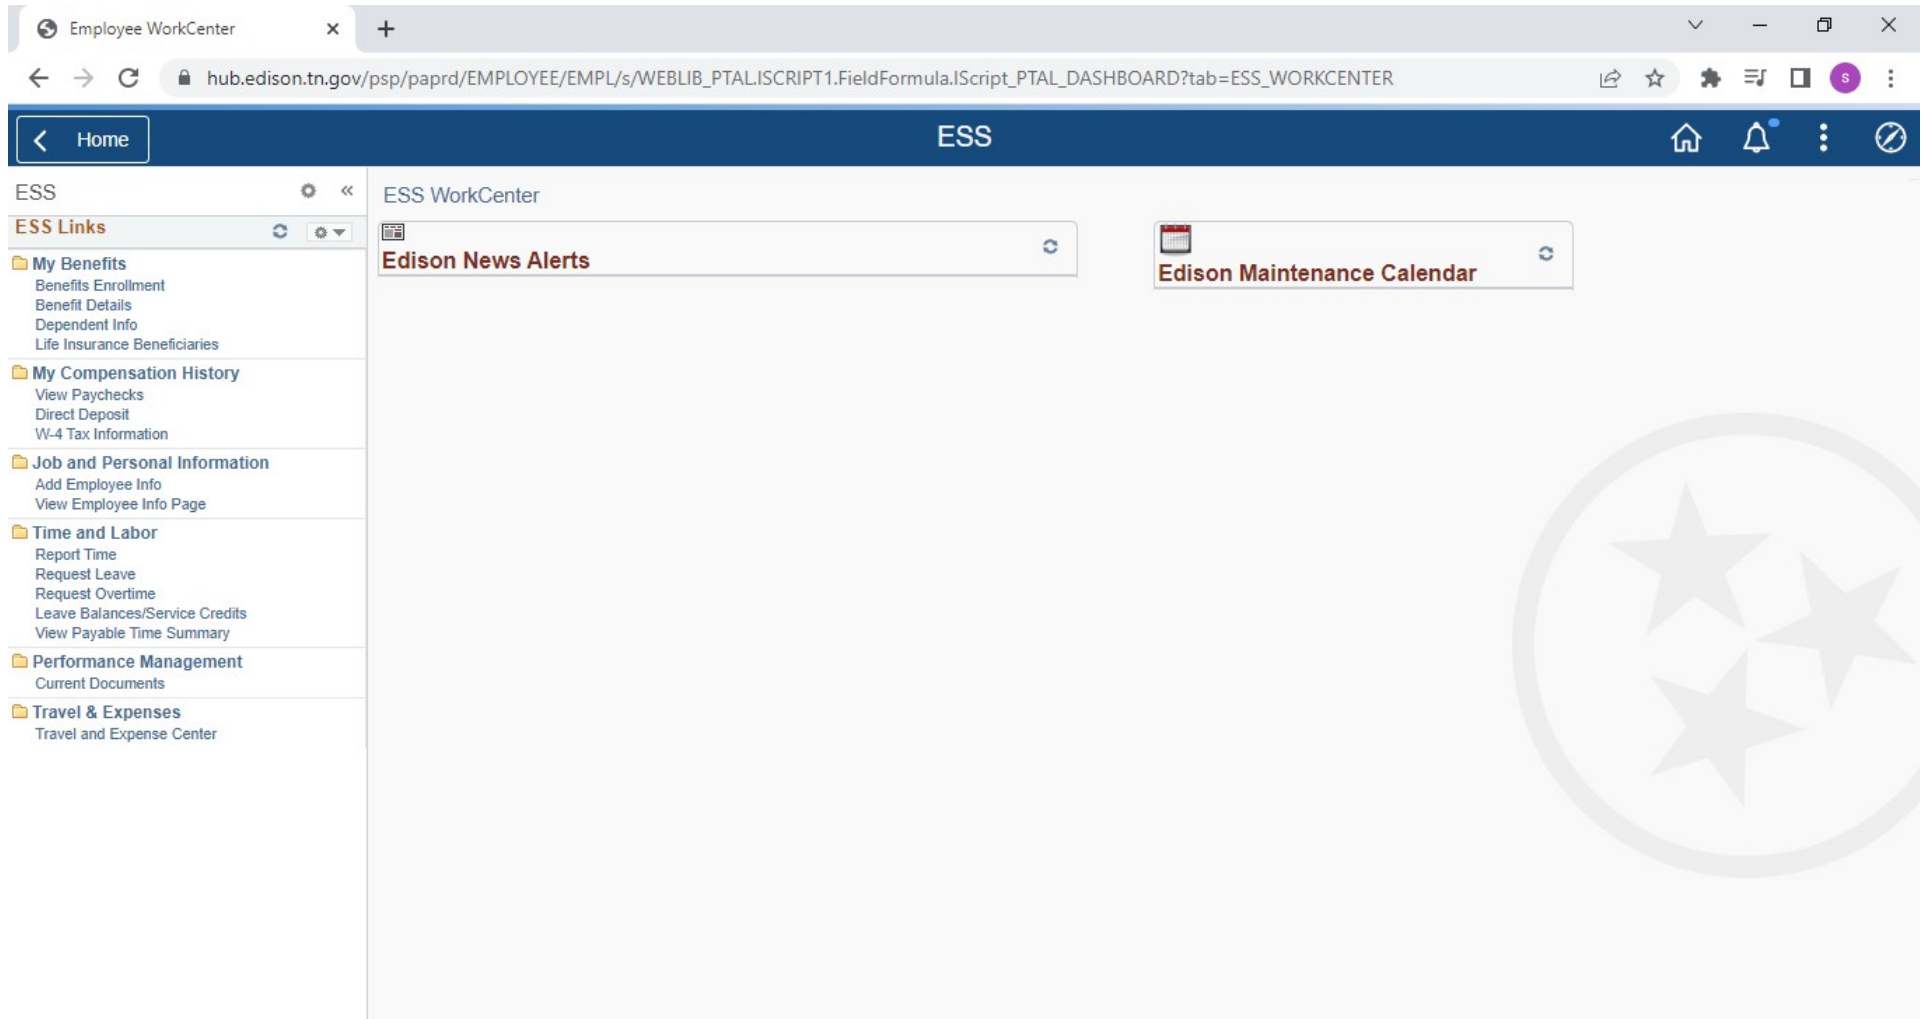 Employee WorkCenter
hub.edison.tn.gov/psp/paprd/EMPLOYEE/EMPL/s/WEBLIB_PTAL.ISCRIPT1.FieldFormula.IScript_PTAL_DASHBOARD?tab=ESS_WORKCENTER
S
Home
ESS
ESS
ESS Links
My Benefits
Benefits Enrollment
Benefit Details
Dependent Info
Life Insurance Beneficiaries
My Compensation History
View Paychecks
Direct Deposit
W-4 Tax Information
Job and Personal Information
Add Employee Info
View Employee Info Page
Time and Labor
Report Time
Request Leave
Request Overtime
Leave Balances/Service Credits
View Payable Time Summary
Performance Management
Current Documents
Travel & Expenses
Travel and Expense Center
ESS WorkCenter
Edison News Alerts
Edison Maintenance Calendar